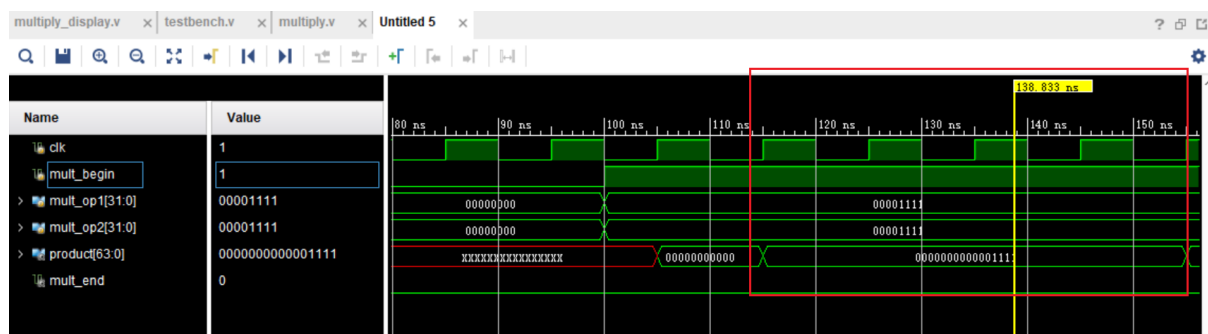 multiply_display.v × testbench.v × multiply.v × Untitled 5 ×
?
138.833 ns
Name Value
80 ns 90 ns 100 ns 110 ns 120 ns 130 ns 140 ns 150 ns
clk 1
mult_begin 1
> mult_op1[31:0] 00001111 00000000 00001111
> mult_op2[31:0] 00001111 00000000 00001111
> product[63:0] 0000000000001111 XXXXXXXXXXXXXXXX 00000000000 0000000000001111
mult_end 0